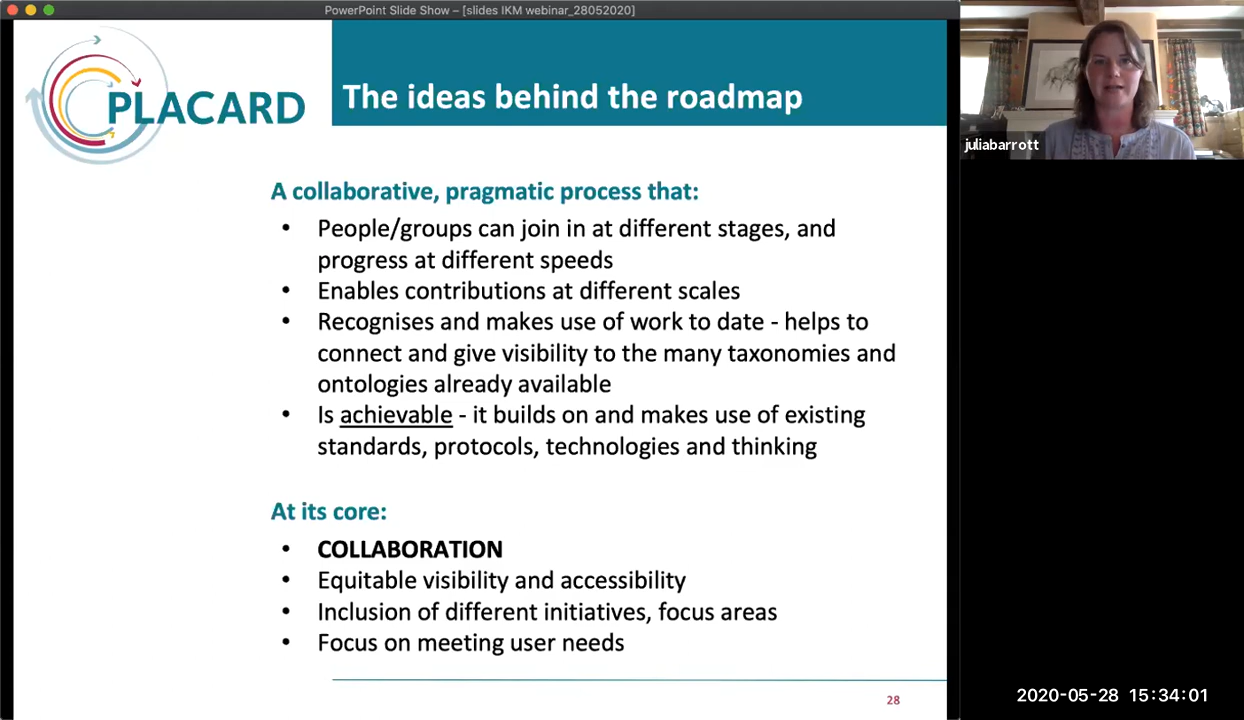 PowerPoint Slide Show – [slides IKM webinar_28052020]
PLACARD
The ideas behind the roadmap
juliabarrott
A collaborative, pragmatic process that:
• People/groups can join in at different stages, and
progress at different speeds
• Enables contributions at different scales
• Recognises and makes use of work to date - helps to
connect and give visibility to the many taxonomies and
ontologies already available
• Is achievable - it builds on and makes use of existing
standards, protocols, technologies and thinking
At its core:
• COLLABORATION
• Equitable visibility and accessibility
• Inclusion of different initiatives, focus areas
• Focus on meeting user needs
28
2020-05-28 15:34:01